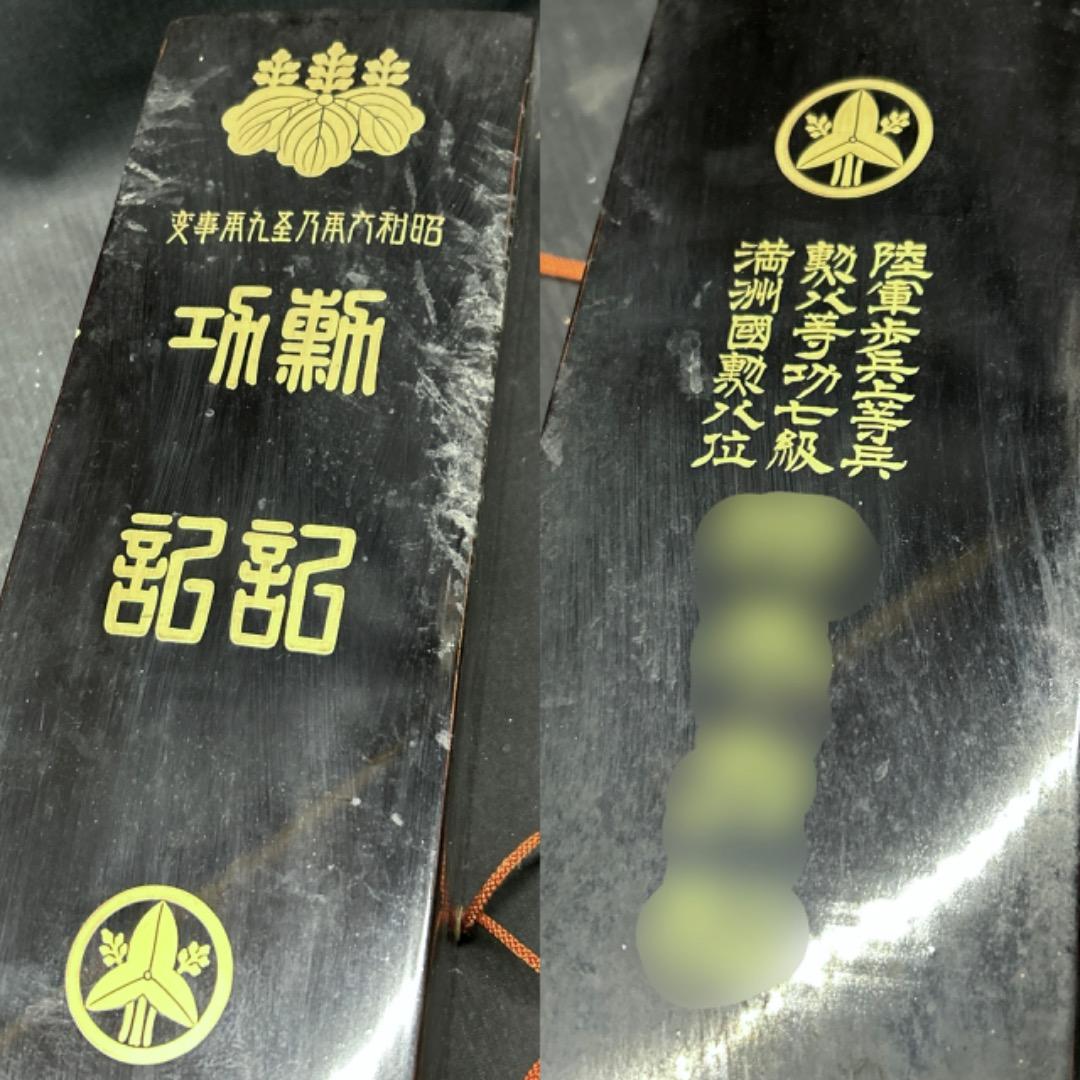 昭和六年乃至九年事変
勲記
功記
陸軍歩兵上等兵
勲八等功七級
満洲國勲八位